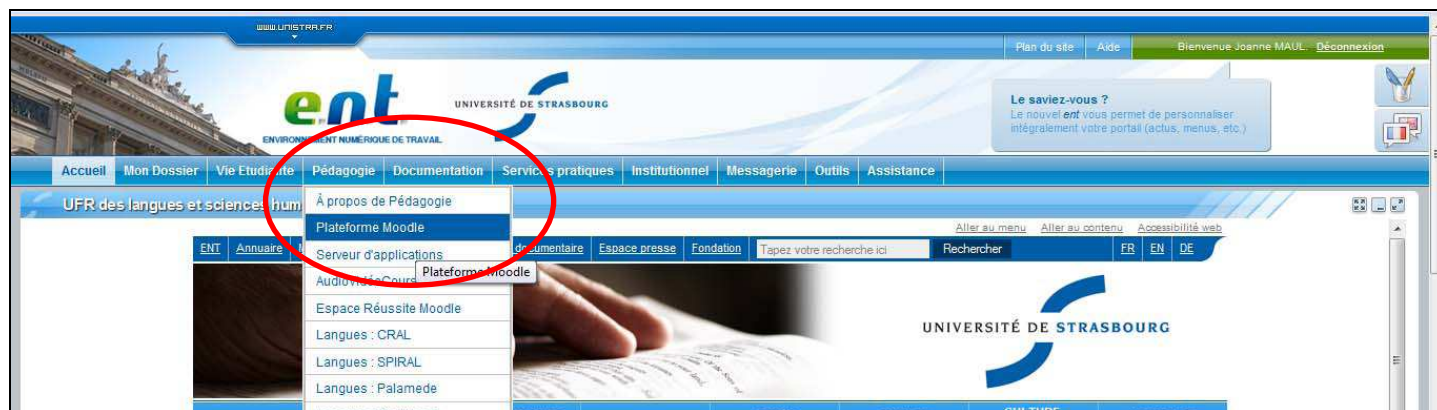 WWW.UNISTRA.FR
Plan du site Aide Bienvenue Joanne MAUL. Déconnexion
e.n.t.
ENVIRONNEMENT NUMÉRIQUE DE TRAVAIL
UNIVERSITÉ DE STRASBOURG
Le saviez-vous ?
Le nouvel ent vous permet de personnaliser
intégralement votre portail (actus, menus, etc.)
Accueil Mon Dossier Vie Etudiante Pédagogie Documentation Services pratiques Institutionnel Messagerie Outils Assistance
UFR des langues et sciences hum
À propos de Pédagogie
Plateforme Moodle
Serveur d'applications
Plateforme Moodle
AudioVidéoCours
Espace Réussite Moodle
Langues : CRAL
Langues : SPIRAL
Langues : Palamede
Aller au menu Aller au contenu Accessibilité web
ENT Annuaire documentaire Espace presse Fondation Tapez votre recherche ici Rechercher FR EN DE
UNIVERSITÉ DE STRASBOURG
CULTURE